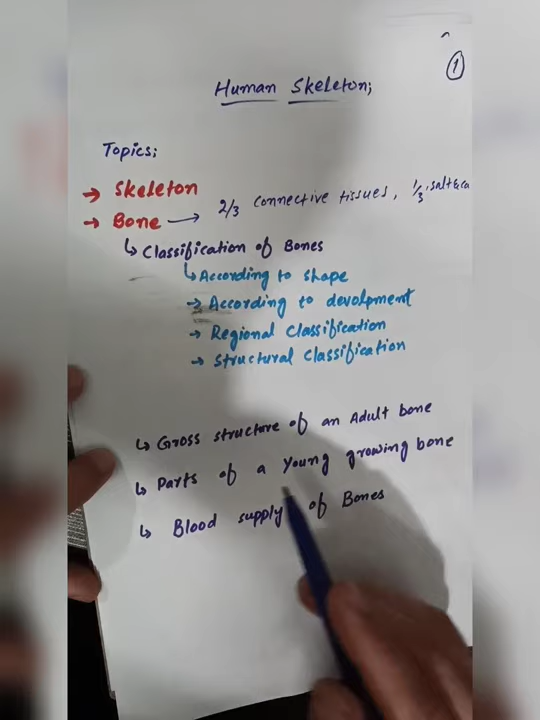 1
Human Skeleton;
Topics;
→ Skeleton
→ Bone → 2/3 connective tissues, 1/3 salt & ca
↳ Classification of Bones
↳ According to shape
→ According to devolpment
→ Regional Classification
→ Structural Classification
↳ Gross structure of an Adult bone
↳ Parts of a Young growing bone
↳ Blood supply of Bones